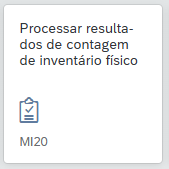 Processar resulta-
dos de contagem
de inventário físico
MI20